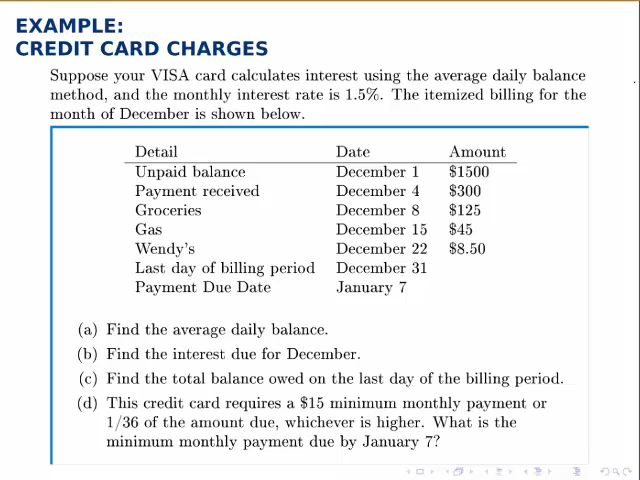 EXAMPLE:
CREDIT CARD CHARGES
Suppose your VISA card calculates interest using the average daily balance
method, and the monthly interest rate is 1.5%. The itemized billing for the
month of December is shown below.
Detail Date Amount
Unpaid balance December 1 $1500
Payment received December 4 $300
Groceries December 8 $125
Gas December 15 $45
Wendy's December 22 $8.50
Last day of billing period December 31
Payment Due Date January 7
(a) Find the average daily balance.
(b) Find the interest due for December.
(c) Find the total balance owed on the last day of the billing period.
(d) This credit card requires a $15 minimum monthly payment or
1/36 of the amount due, whichever is higher. What is the
minimum monthly payment due by January 7?